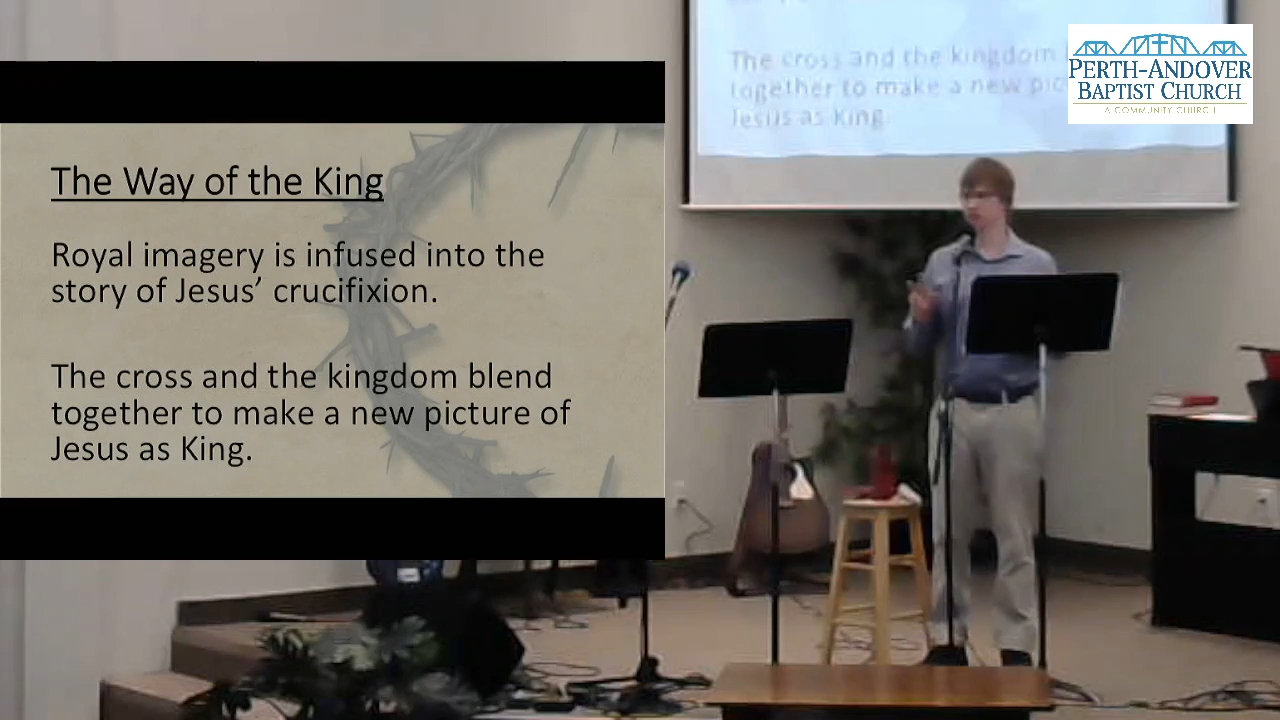 The Way of the King
Royal imagery is infused into the
story of Jesus’ crucifixion.
The cross and the kingdom blend
together to make a new picture of
Jesus as King.
The cross and the kingdom
together to make a new pic
Jesus as King.
PERTH-ANDOVER
BAPTIST CHURCH
A COMMUNITY CHURCH